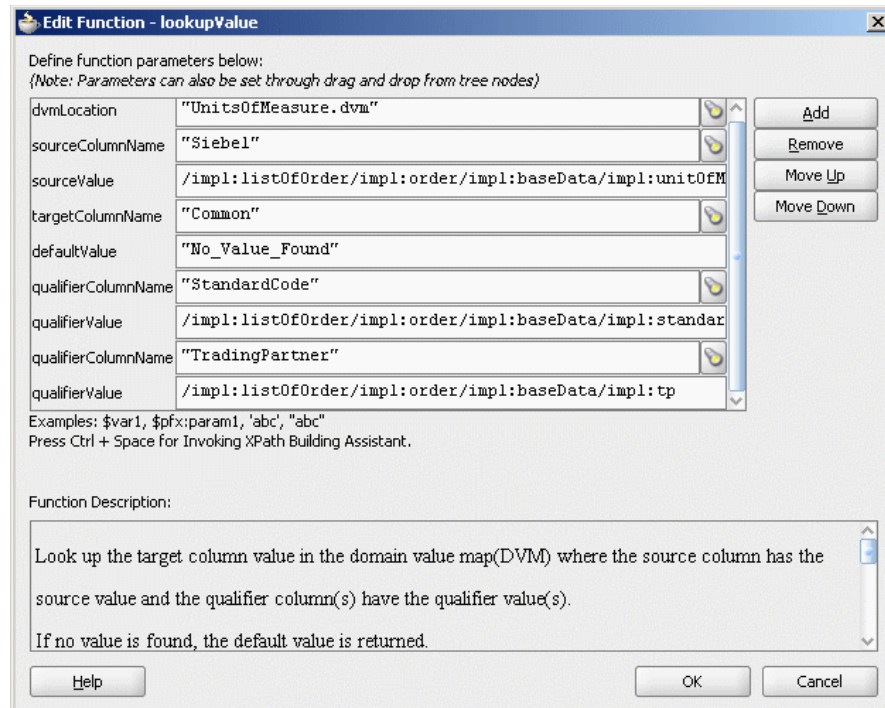 Edit Function - lookupValue
Define function parameters below:
(Note: Parameters can also be set through drag and drop from tree nodes)
dvmLocation "UnitsOfMeasure.dvm"
Add
sourceColumnName "Siebel"
Remove
sourceValue /impl:listOfOrder/impl:order/impl:baseData/impl:unitOfM
Move Up
targetColumnName "Common"
Move Down
defaultValue "No_Value_Found"
qualifierColumnName "StandardCode"
qualifierValue /impl:listOfOrder/impl:order/impl:baseData/impl:standar
qualifierColumnName "TradingPartner"
qualifierValue /impl:listOfOrder/impl:order/impl:baseData/impl:tp
Examples: $var1, $pfx:param1, 'abc', "abc"
Press Ctrl + Space for Invoking XPath Building Assistant.
Function Description:
Look up the target column value in the domain value map(DVM) where the source column has the
source value and the qualifier column(s) have the qualifier value(s).
If no value is found, the default value is returned.
Help OK Cancel